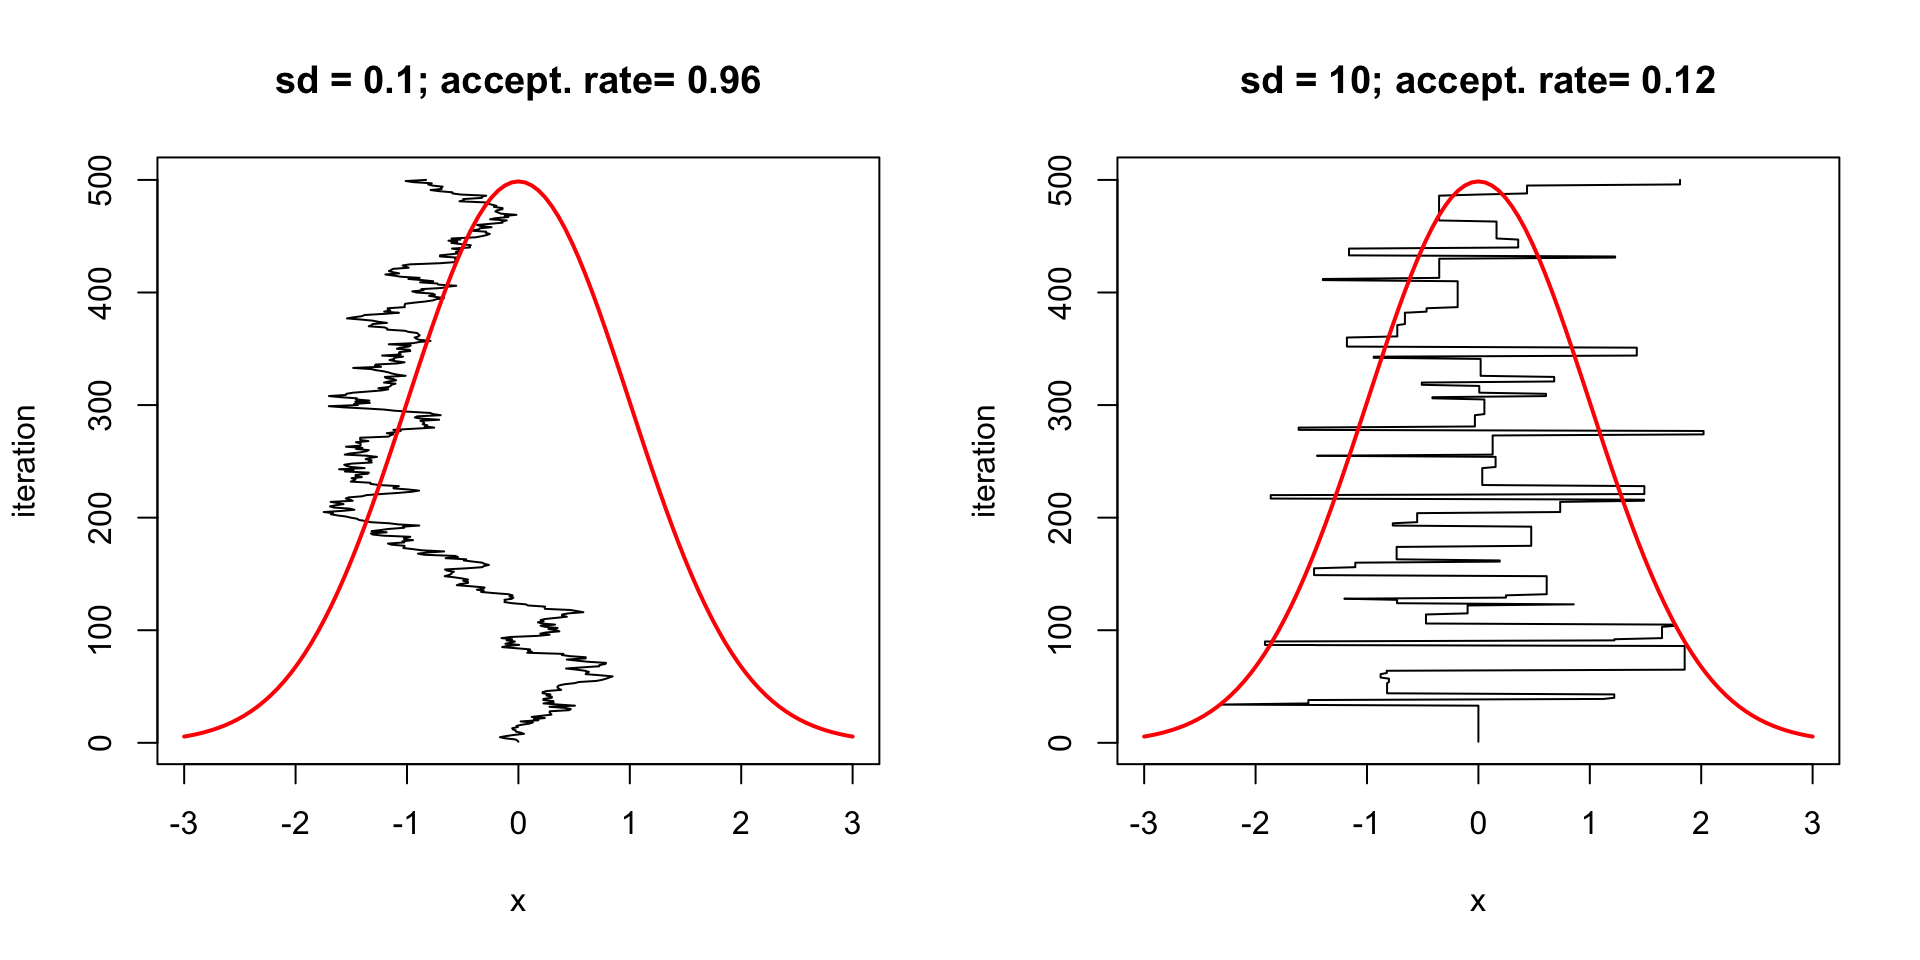 sd = 0.1; accept. rate= 0.96
iteration
500
400
300
200
100
0
-3 -2 -1 0 1 2 3
x
sd = 10; accept. rate= 0.12
iteration
500
400
300
200
100
0
-3 -2 -1 0 1 2 3
x